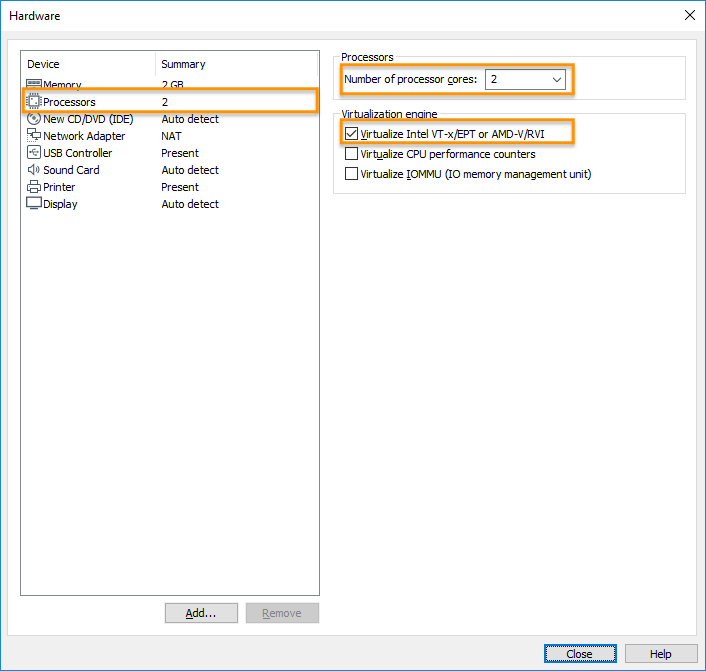 Hardware
Device Summary
Memory 2 GB
Processors 2
New CD/DVD (IDE) Auto detect
Network Adapter NAT
USB Controller Present
Sound Card Auto detect
Printer Present
Display Auto detect
Add... Remove
Processors
Number of processor cores: 2
Virtualization engine
Virtualize Intel VT-x/EPT or AMD-V/RVI
Virtualize CPU performance counters
Virtualize IOMMU (IO memory management unit)
Close Help